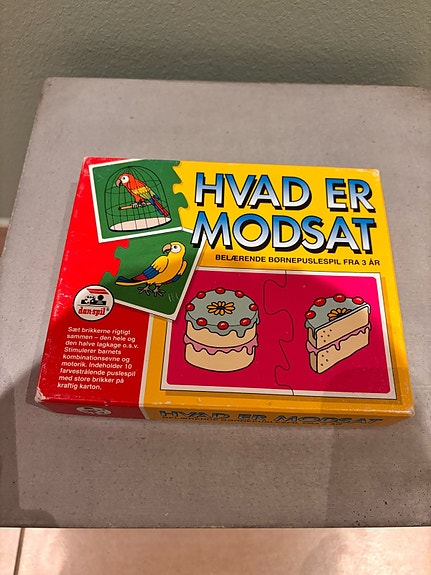 HVAD ER
MODSAT
BELÆRENDE BØRNEPUSLESPIL FRA 3 ÅR
dan-spil
Sæt brikkerne rigtigt
sammen – den hele og
den halve lagkage o.s.v.
Stimulerer barnets
kombinationsevne og
motorik. Indeholder 10
farvestrålende puslespil
med store brikker på
kraftig karton.
HVAD ER MODSAT